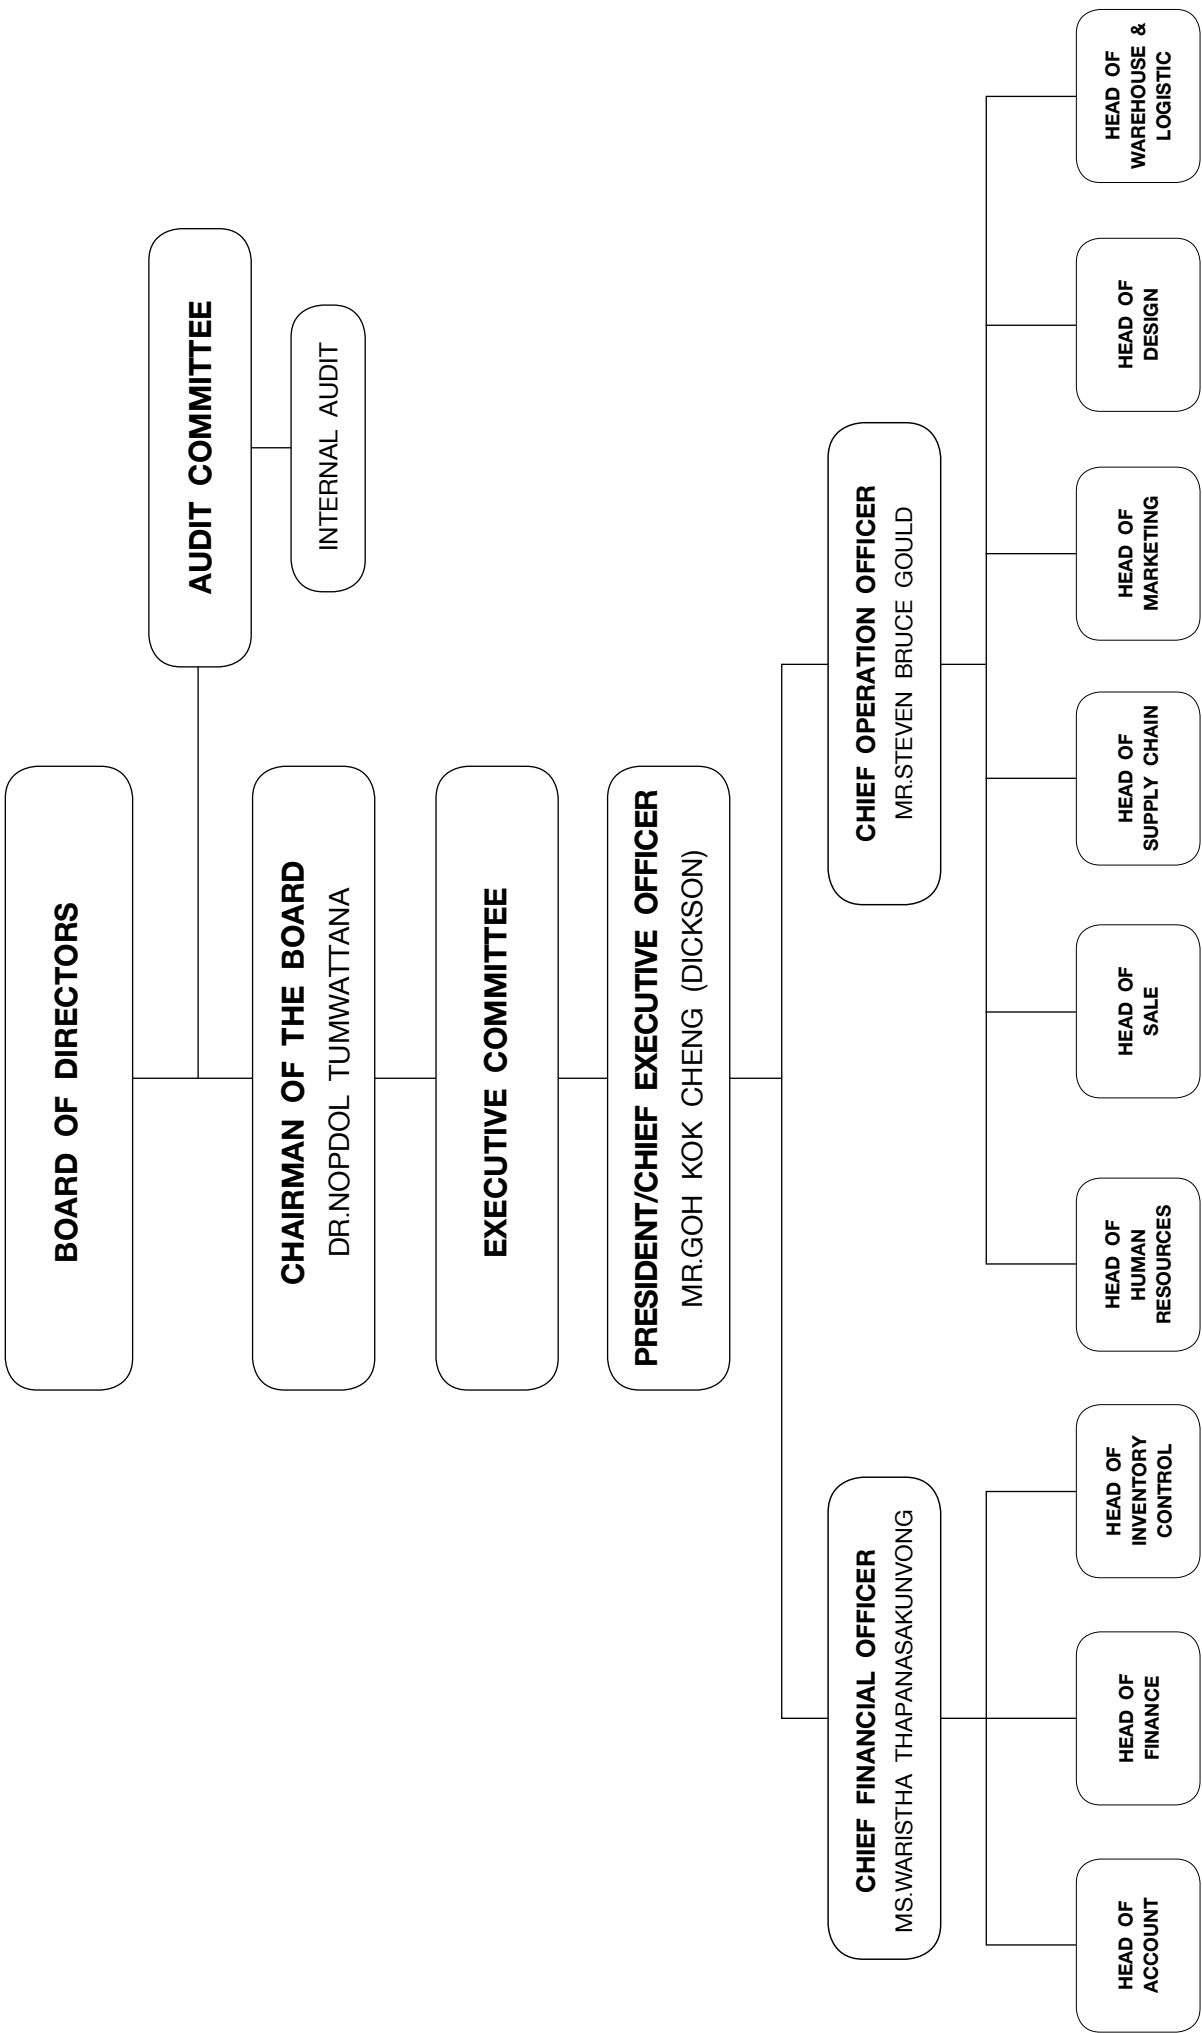 BOARD OF DIRECTORS
AUDIT COMMITTEE
INTERNAL AUDIT
CHAIRMAN OF THE BOARD
DR.NOPDOL TUMWATTANA
EXECUTIVE COMMITTEE
PRESIDENT/CHIEF EXECUTIVE OFFICER
MR.GOH KOK CHENG (DICKSON)
CHIEF FINANCIAL OFFICER
MS.WARISTHA THAPANASAKUNVONG
CHIEF OPERATION OFFICER
MR.STEVEN BRUCE GOULD
HEAD OF
ACCOUNT
HEAD OF
FINANCE
HEAD OF
INVENTORY
CONTROL
HEAD OF
HUMAN
RESOURCES
HEAD OF
SALE
HEAD OF
SUPPLY CHAIN
HEAD OF
MARKETING
HEAD OF
DESIGN
HEAD OF
WAREHOUSE &
LOGISTIC